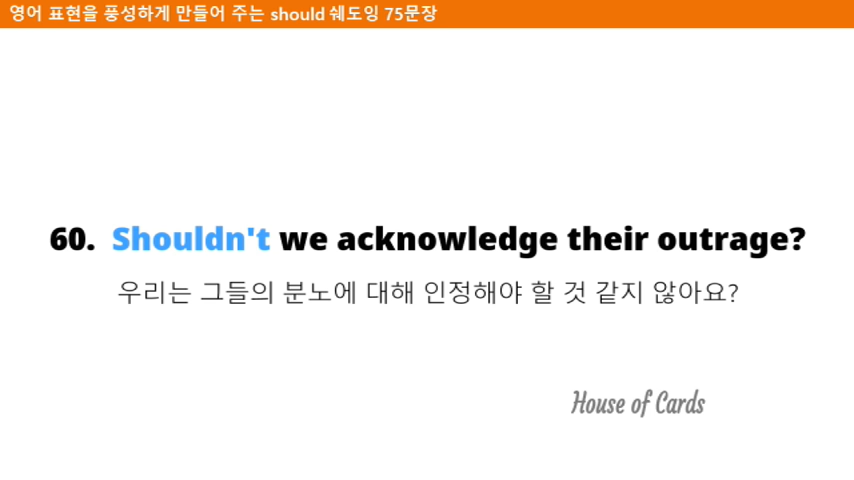 영어 표현을 풍성하게 만들어 주는 should 쉐도잉 75문장
60. Shouldn't we acknowledge their outrage?
우리는 그들의 분노에 대해 인정해야 할 것 같지 않아요?
House of Cards